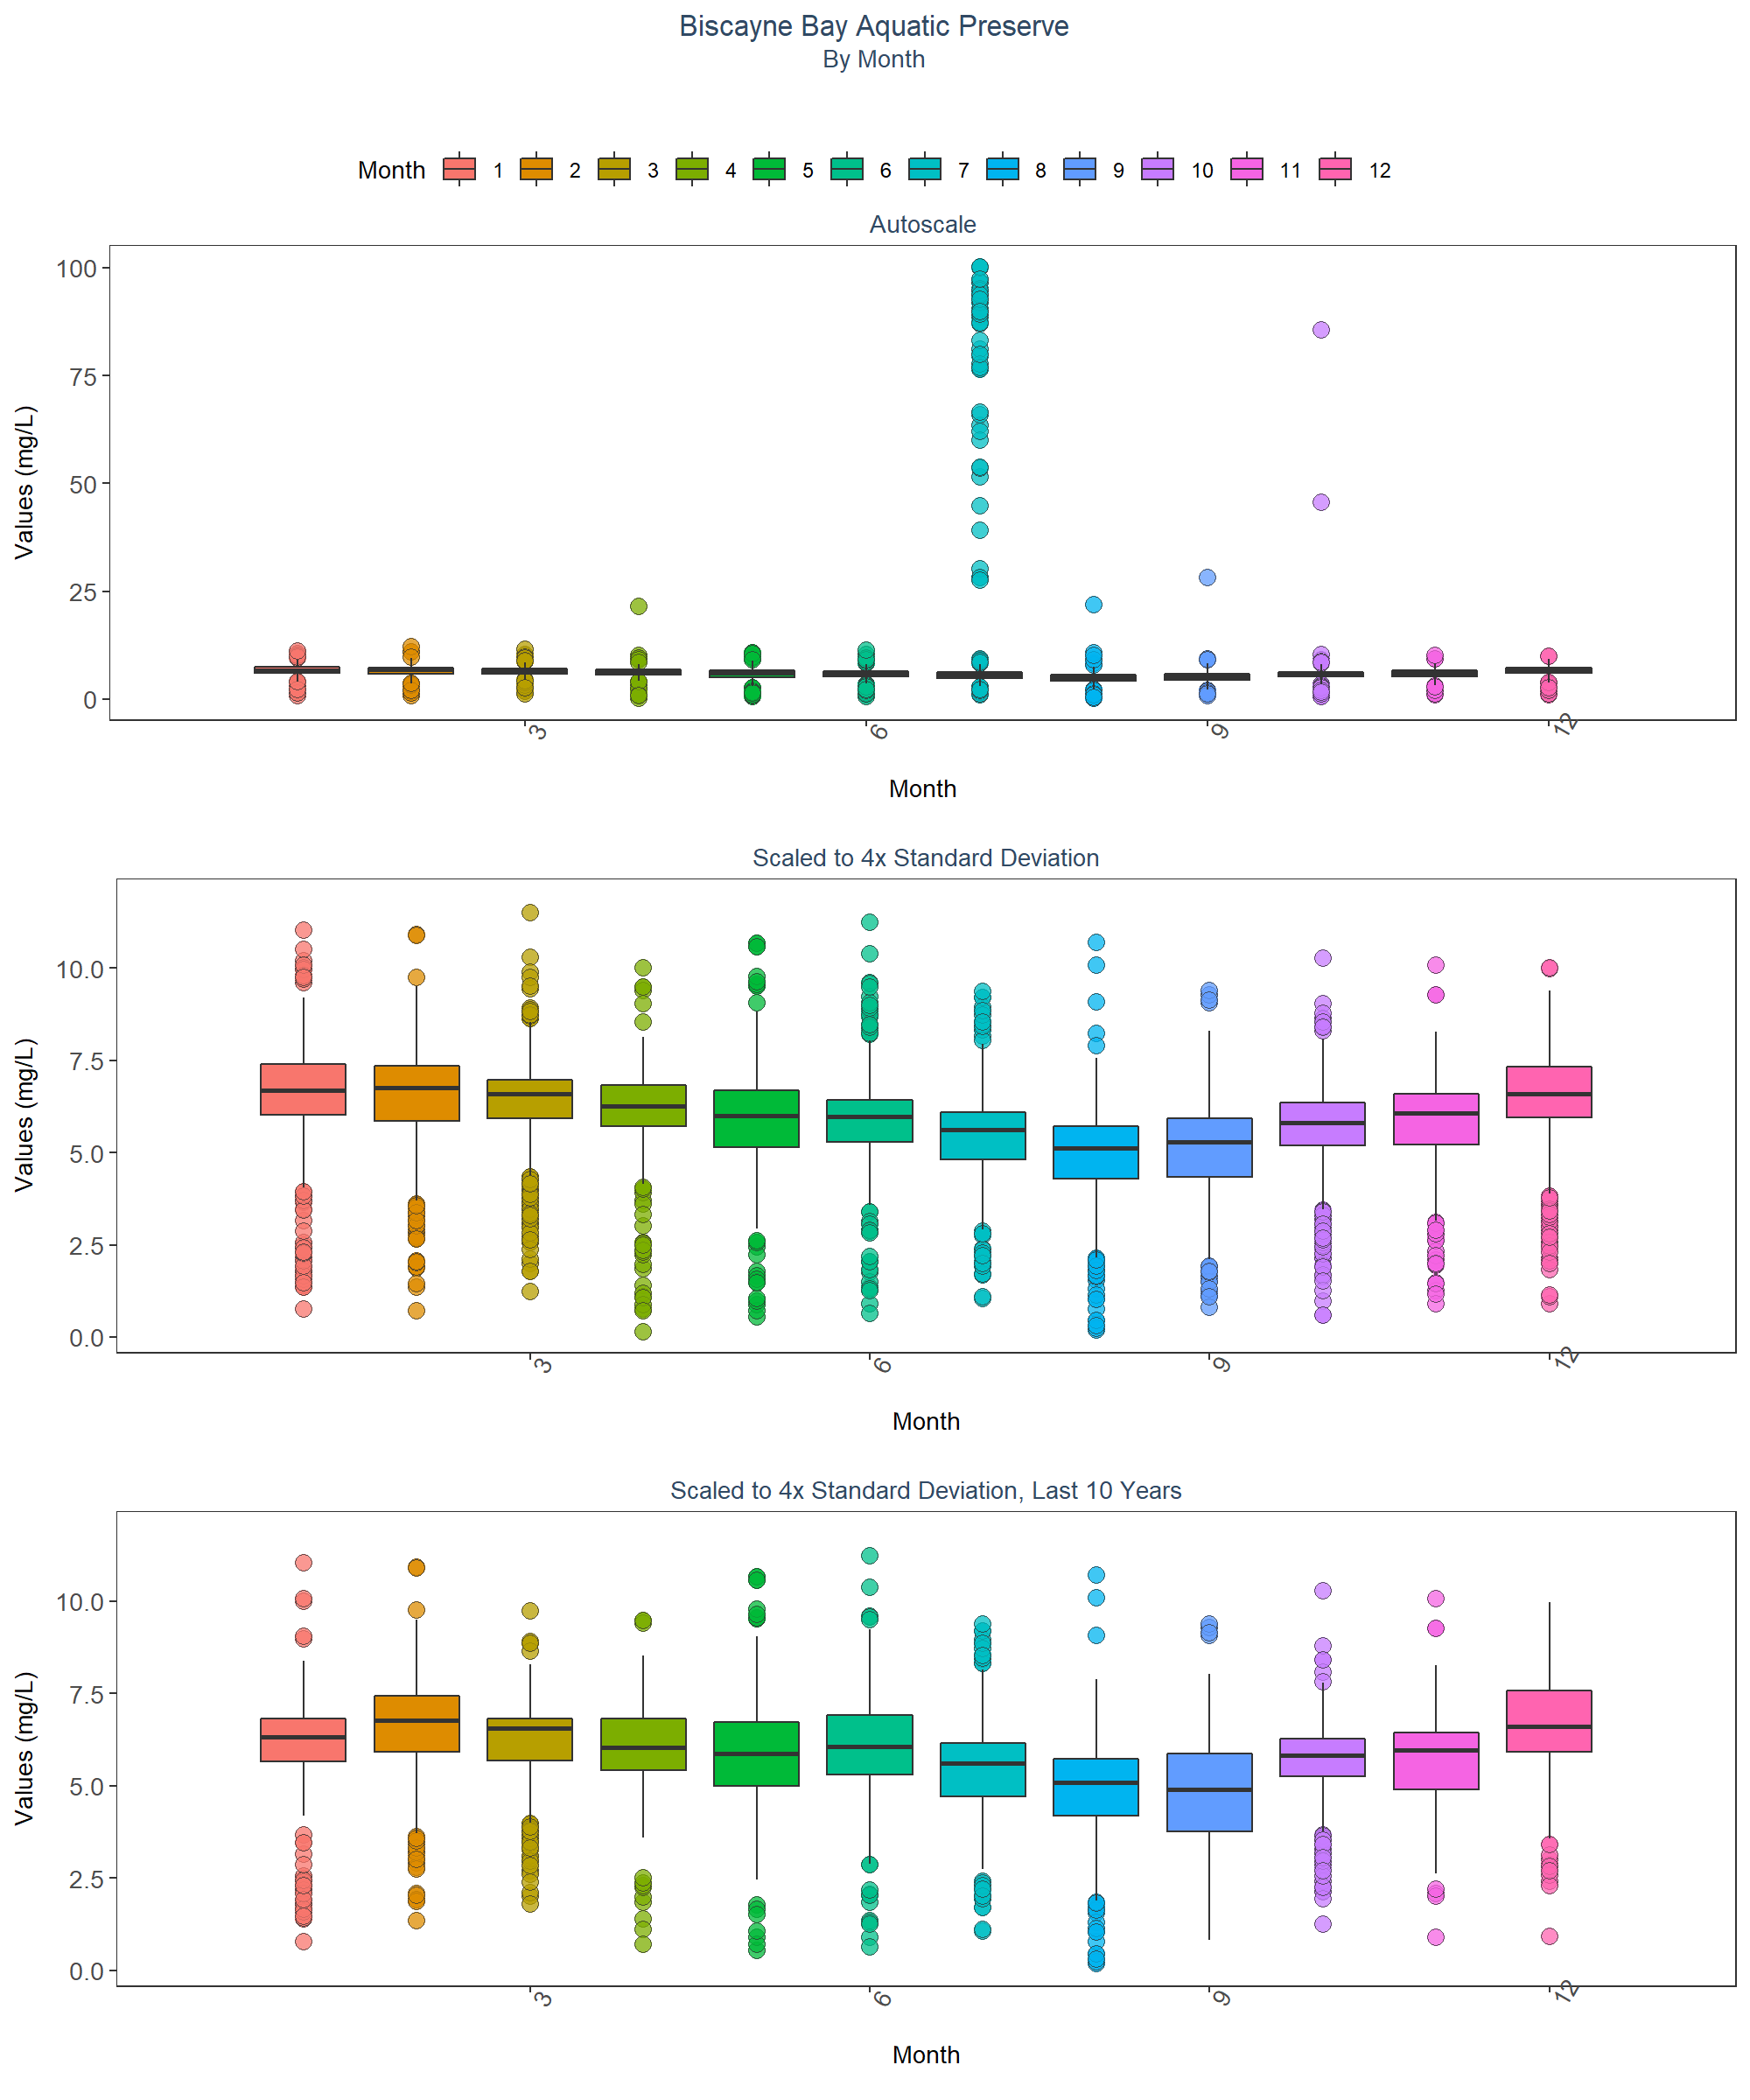 Biscayne Bay Aquatic Preserve
By Month
Month 1 2 3 4 5 6 7 8 9 10 11 12
Autoscale
Values (mg/L)
100
75
50
25
0
3 6 9 12
Month
Scaled to 4x Standard Deviation
Values (mg/L)
10.0
7.5
5.0
2.5
0.0
3 6 9 12
Month
Scaled to 4x Standard Deviation, Last 10 Years
Values (mg/L)
10.0
7.5
5.0
2.5
0.0
3 6 9 12
Month